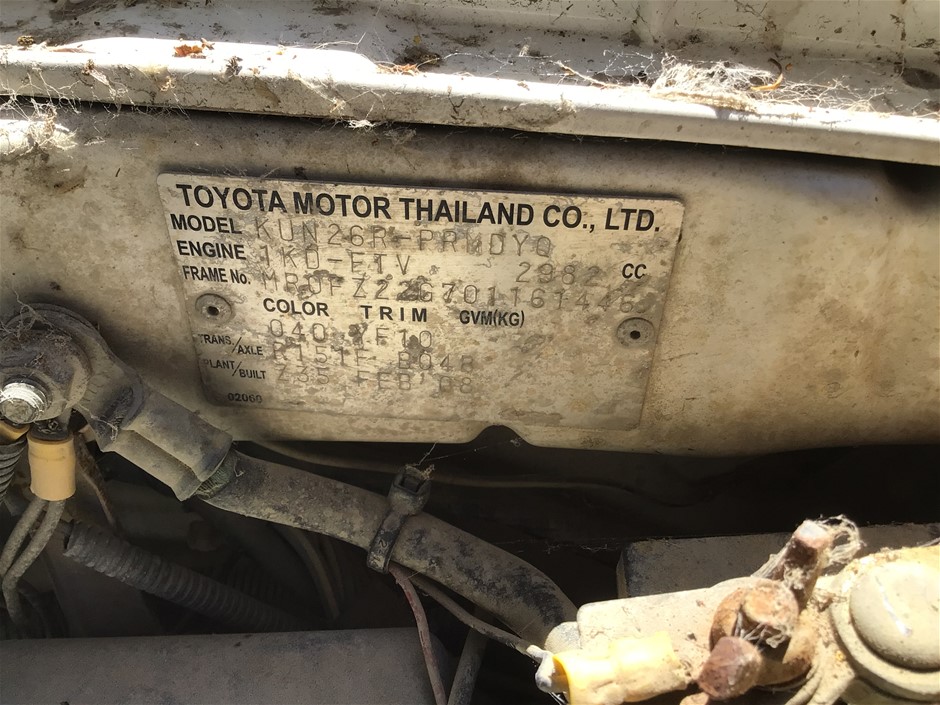 TOYOTA MOTOR THAILAND CO., LTD.
MODEL KUN26R-PRMDYQ
ENGINE 1KD-FTV 2982 CC
FRAME No. MR0FZ22G701161446
COLOR TRIM GVM(KG)
040 FF10
TRANS./AXLE R151F B04B
PLANT/BUILT Z35 FEB'08
02060